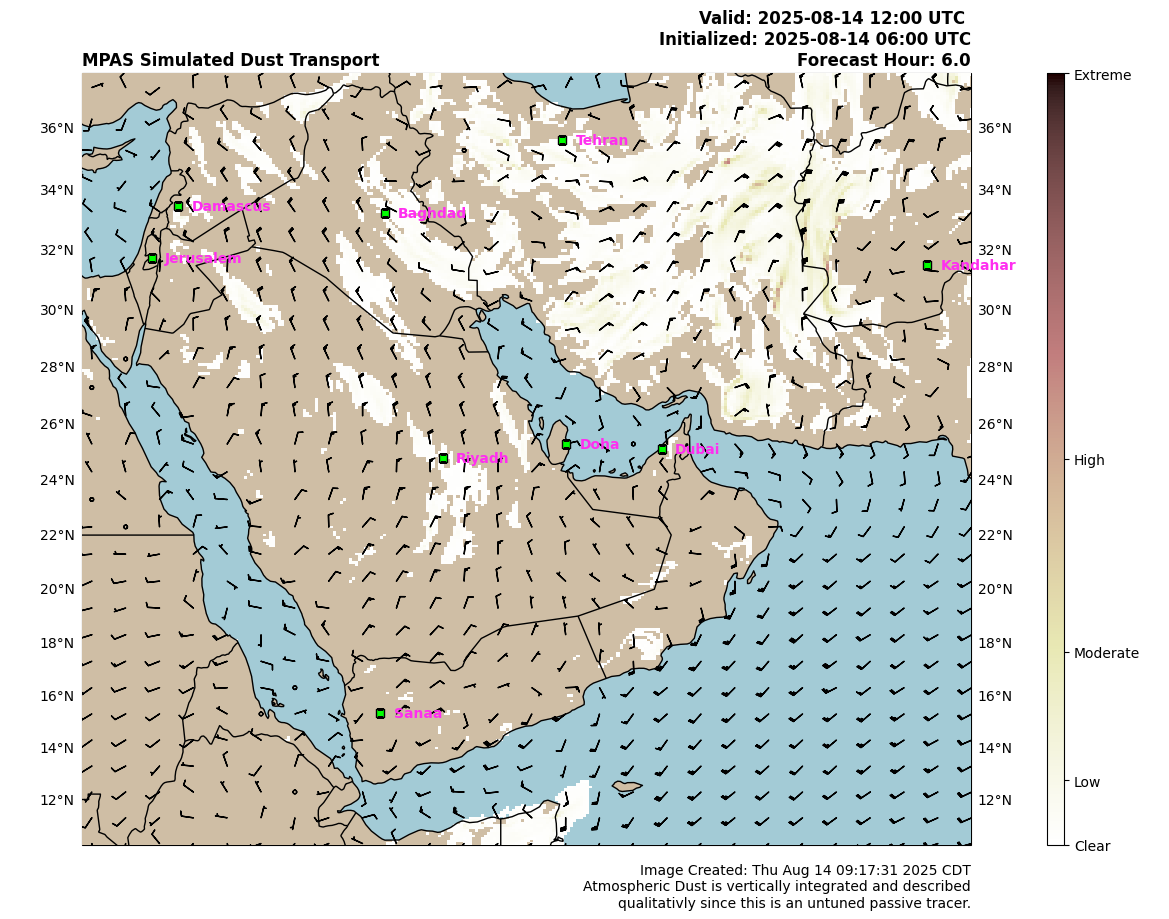 Valid: 2025-08-14 12:00 UTC
Initialized: 2025-08-14 06:00 UTC
MPAS Simulated Dust Transport Forecast Hour: 6.0
Extreme
36°N Tehran 36°N
34°N Damascus Baghdad 34°N
32°N Jerusalem Kandahar 32°N
30°N 30°N
28°N 28°N
26°N Doha Dubai 26°N
High
24°N Riyadh 24°N
22°N 22°N
20°N 20°N
18°N 18°N
Moderate
16°N Sanaa 16°N
14°N 14°N
Low
12°N 12°N
Clear
Image Created: Thu Aug 14 09:17:31 2025 CDT
Atmospheric Dust is vertically integrated and described
qualitativly since this is an untuned passive tracer.